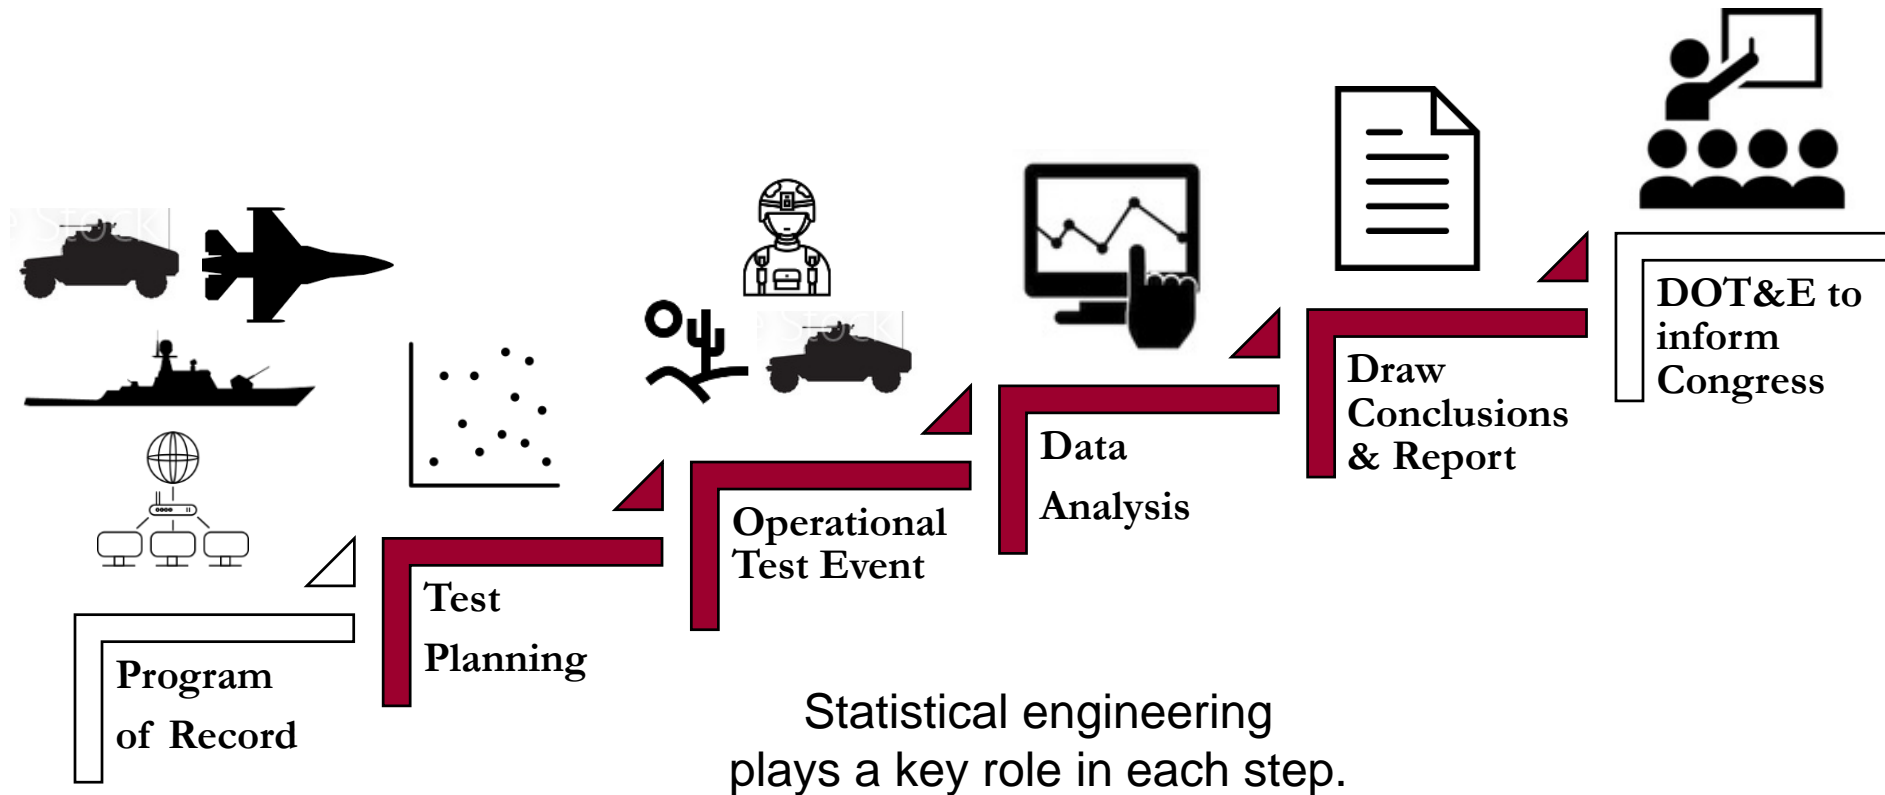 Program
of Record
Test
Planning
Operational
Test Event
Data
Analysis
Draw
Conclusions
& Report
DOT&E to
inform
Congress
Statistical engineering
plays a key role in each step.